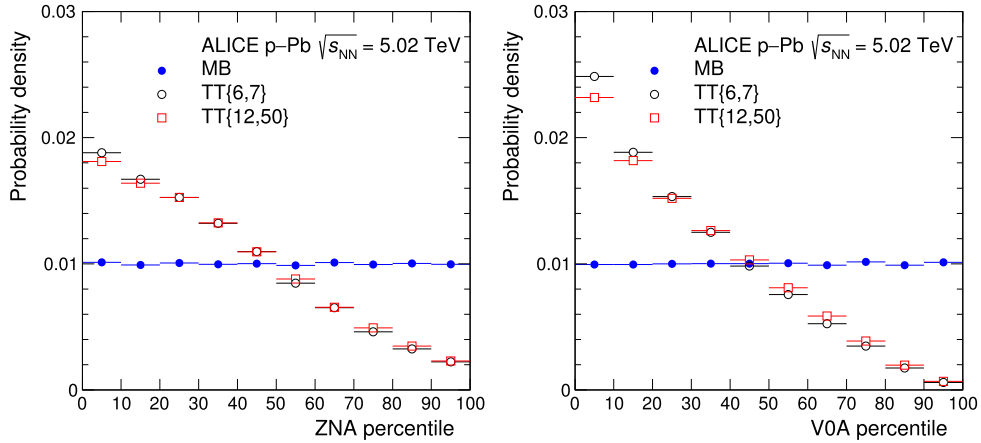 0.03
0.02
0.01
0
Probability density
ALICE p–Pb √sNN = 5.02 TeV
MB
TT{6,7}
TT{12,50}
0 10 20 30 40 50 60 70 80 90 100
ZNA percentile
0.03
0.02
0.01
0
Probability density
ALICE p–Pb √sNN = 5.02 TeV
MB
TT{6,7}
TT{12,50}
0 10 20 30 40 50 60 70 80 90 100
V0A percentile